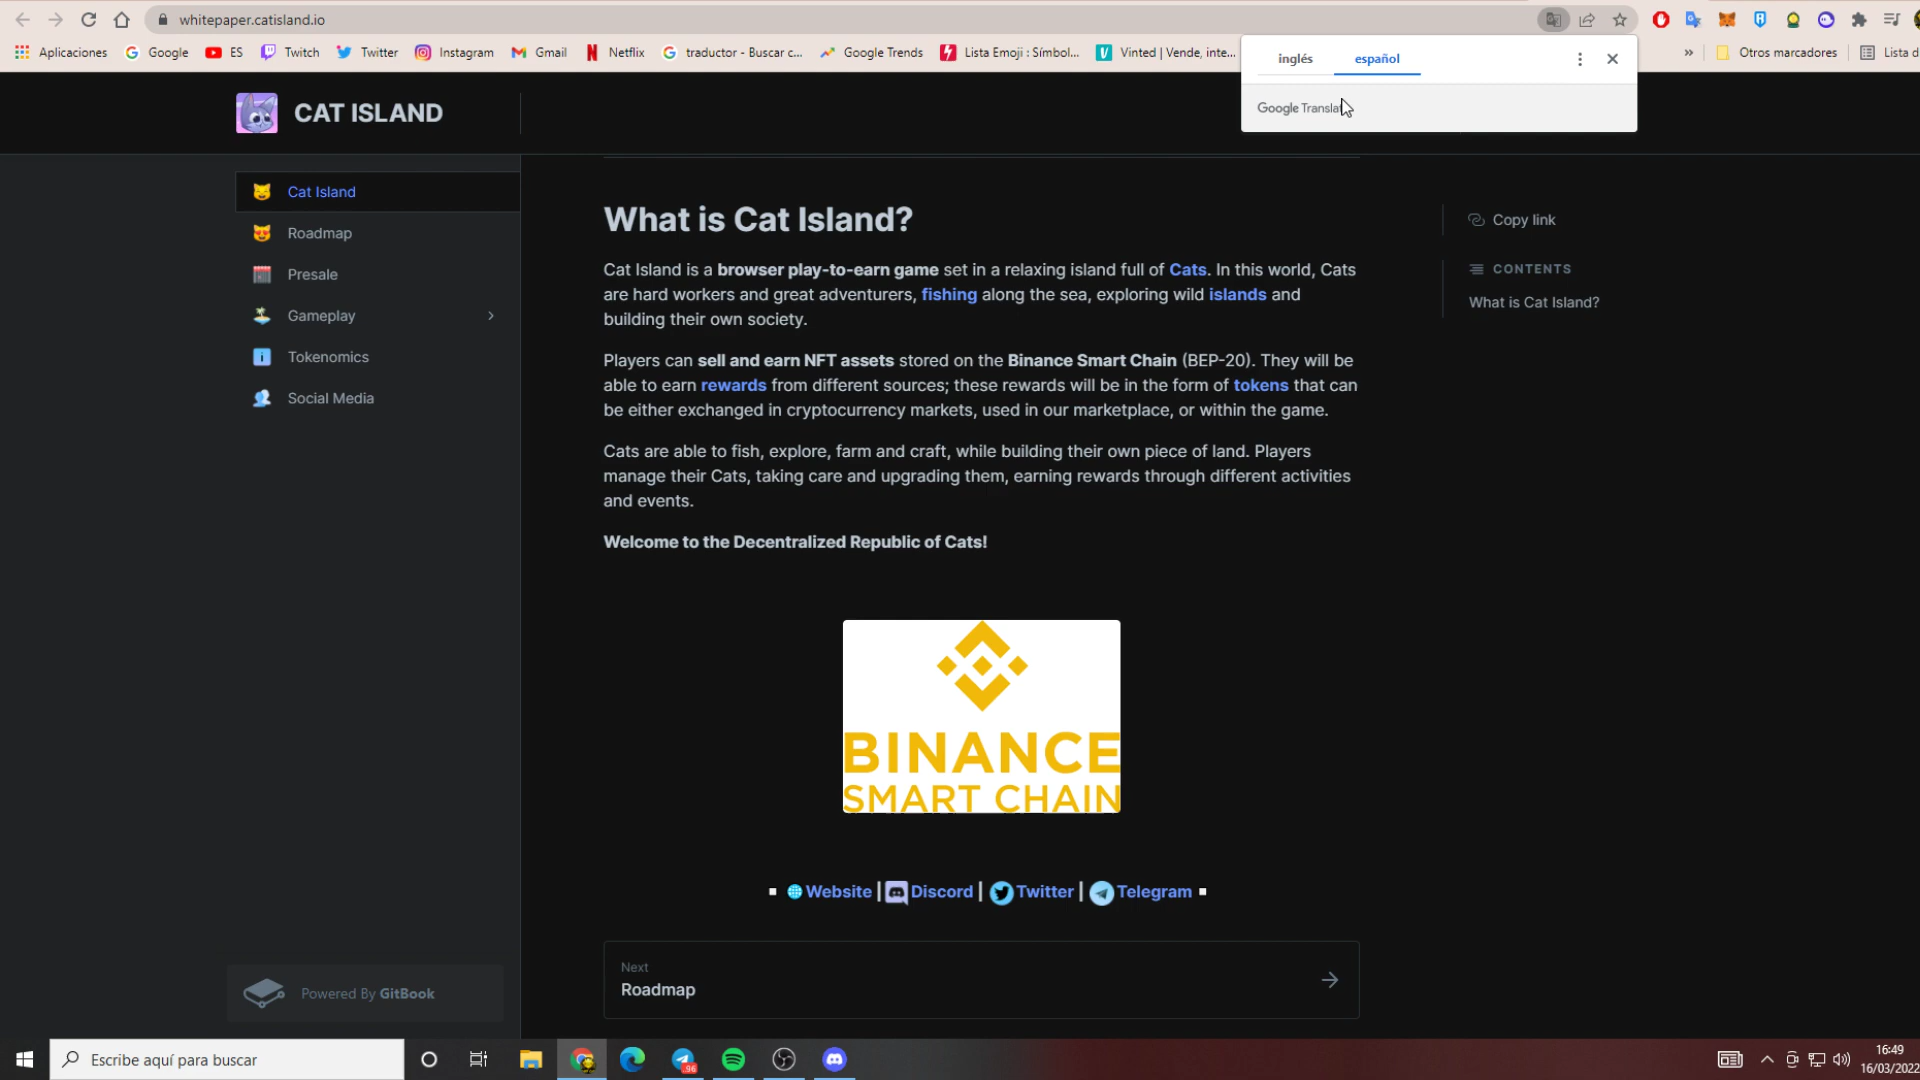 whitepaper.catisland.io
Aplicaciones Google ES Twitch Twitter Instagram Gmail Netflix traductor - Buscar c... Google Trends Lista Emoji : Símbol... Vinted | Vende, inte... » Otros marcadores
inglés español
Google
CAT ISLAND
Cat Island
Roadmap
Presale
Gameplay
Tokenomics
Social Media
What is Cat Island?
Cat Island is a browser play-to-earn game set in a relaxing island full of Cats. In this world, Cats
are hard workers and great adventurers, fishing along the sea, exploring wild islands and
building their own society.
Players can sell and earn NFT assets stored on the Binance Smart Chain (BEP-20). They will be
able to earn rewards from different sources; these rewards will be in the form of tokens that can
be either exchanged in cryptocurrency markets, used in our marketplace, or within the game.
Cats are able to fish, explore, farm and craft, while building their own piece of land. Players
manage their Cats, taking care and upgrading them, earning rewards through different activities
and events.
Welcome to the Decentralized Republic of Cats!
BINANCE
SMART CHAIN
Website | Discord | Twitter | Telegram
Next
Roadmap
Copy link
CONTENTS
What is Cat Island?
Powered By GitBook
Escribe aquí para buscar
96
16:49
16/03/2022